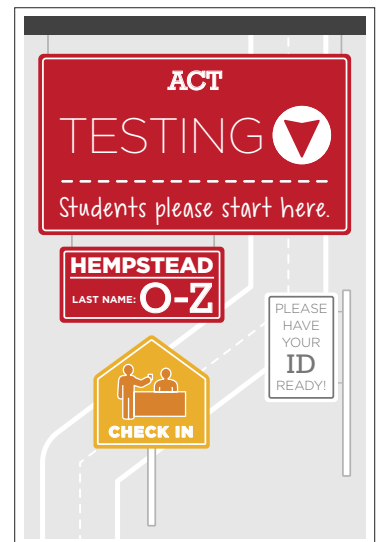 ACT
TESTING
Students please start here.
HEMPSTEAD
LAST NAME: O-Z
PLEASE
HAVE
YOUR
ID
READY!
CHECK IN